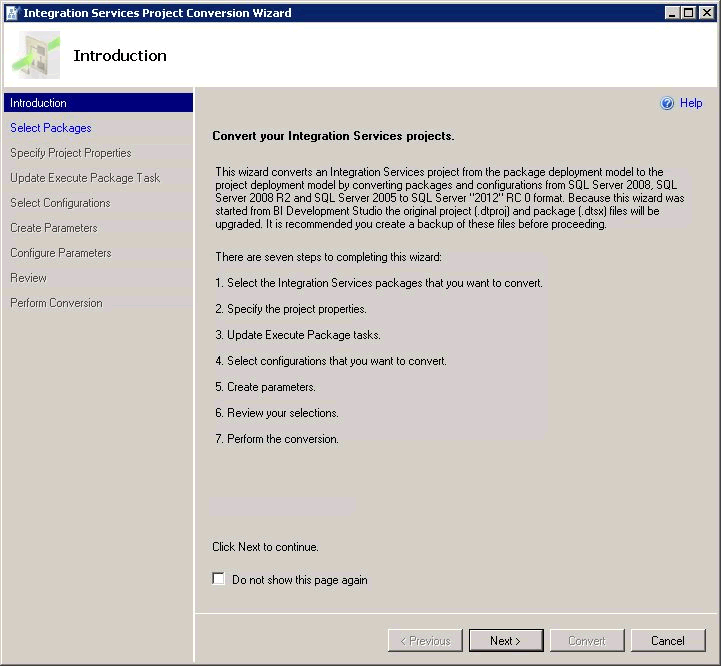 Integration Services Project Conversion Wizard
Introduction
Introduction
Select Packages
Specify Project Properties
Update Execute Package Task
Select Configurations
Create Parameters
Configure Parameters
Review
Perform Conversion
Help
Convert your Integration Services projects.
This wizard converts an Integration Services project from the package deployment model to the
project deployment model by converting packages and configurations from SQL Server 2008, SQL
Server 2008 R2 and SQL Server 2005 to SQL Server "2012" RC 0 format. Because this wizard was
started from BI Development Studio the original project (.dtproj) and package (.dtsx) files will be
upgraded. It is recommended you create a backup of these files before proceeding.
There are seven steps to completing this wizard:
1. Select the Integration Services packages that you want to convert.
2. Specify the project properties.
3. Update Execute Package tasks.
4. Select configurations that you want to convert.
5. Create parameters.
6. Review your selections.
7. Perform the conversion.
Click Next to continue.
Do not show this page again
< Previous
Next >
Convert
Cancel